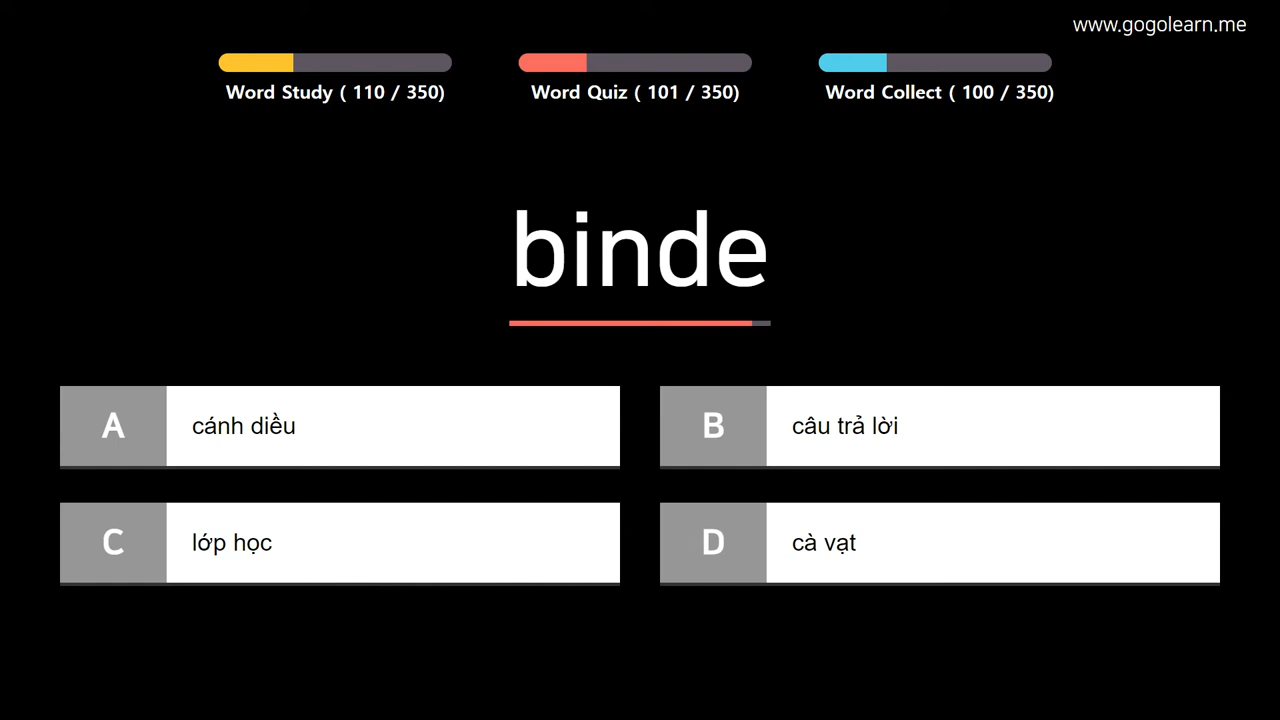 www.gogolearn.me
Word Study ( 110 / 350)
Word Quiz ( 101 / 350)
Word Collect ( 100 / 350)
binde
A
cánh diều
B
câu trả lời
C
lớp học
D
cà vạt